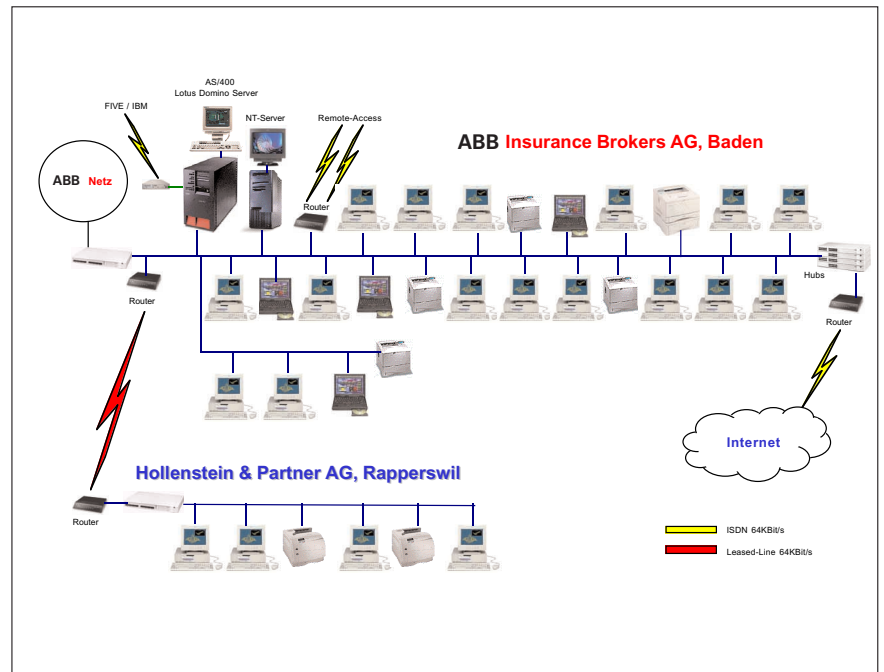 AS/400
Lotus Domino Server
FIVE / IBM
NT-Server
Remote-Access
ABB Insurance Brokers AG, Baden
ABB Netz
Router
Router
Hubs
Router
Internet
Hollenstein & Partner AG, Rapperswil
Router
ISDN 64KBit/s
Leased-Line 64KBit/s